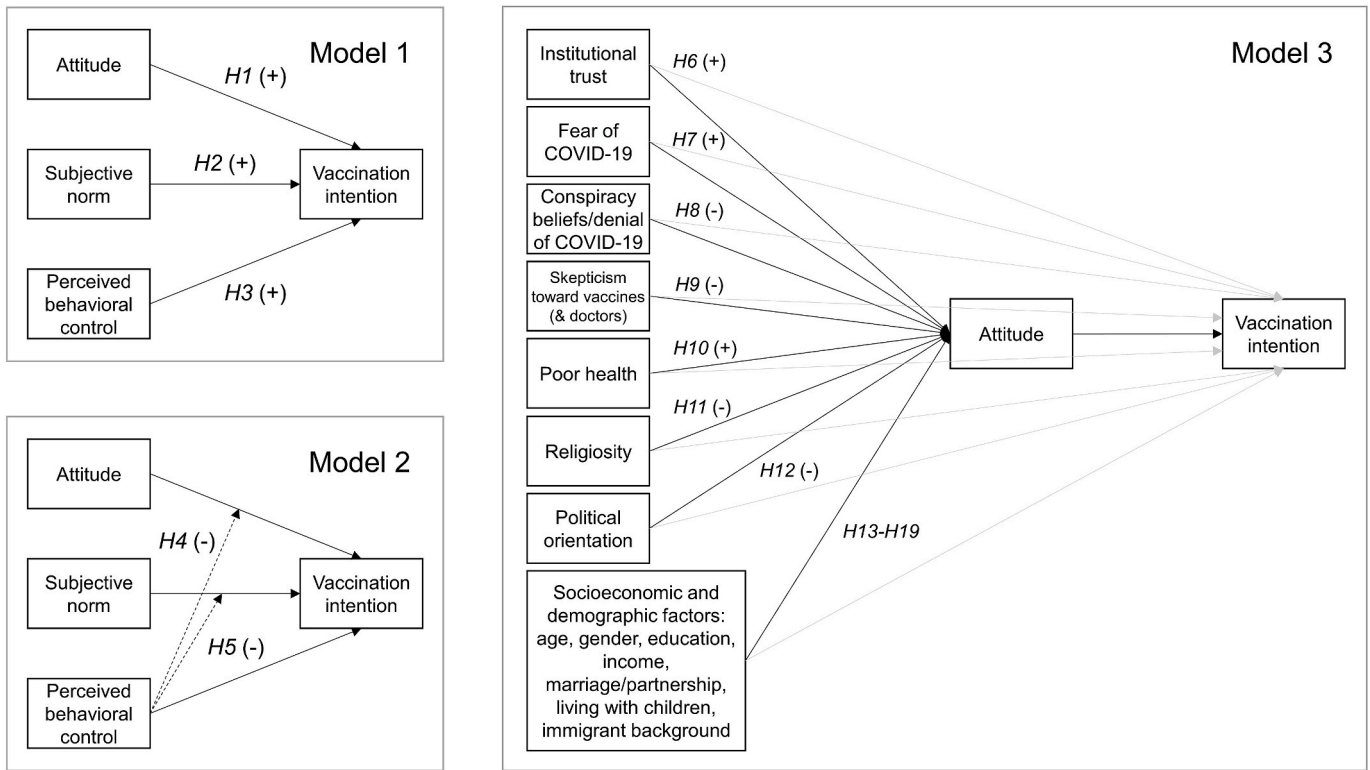 Model 1
Attitude
H1 (+)
Subjective
norm
H2 (+)
Vaccination
intention
Perceived
behavioral
control
H3 (+)
Model 2
Attitude
H4 (-)
Subjective
norm
Vaccination
intention
H5 (-)
Perceived
behavioral
control
Model 3
Institutional
trust
H6 (+)
Fear of
COVID-19
H7 (+)
Conspiracy
beliefs/denial
of COVID-19
H8 (-)
Skepticism
toward vaccines
(& doctors)
H9 (-)
Poor health
H10 (+)
Religiosity
H11 (-)
Political
orientation
H12 (-)
Socioeconomic and
demographic factors:
age, gender, education,
income,
marriage/partnership,
living with children,
immigrant background
H13-H19
Attitude
Vaccination
intention